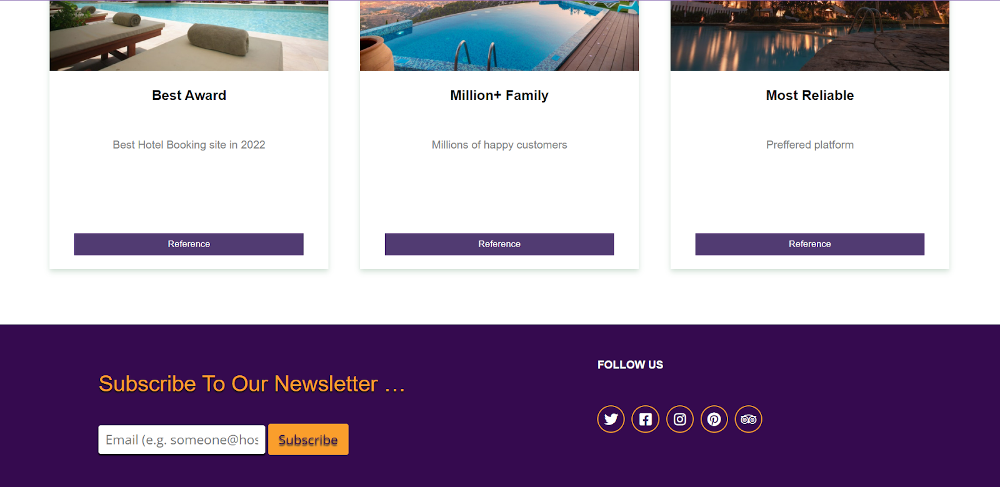 Best Award
Million+ Family
Most Reliable
Best Hotel Booking site in 2022
Millions of happy customers
Preffered platform
Reference
Reference
Reference
FOLLOW US
Subscribe To Our Newsletter ...
Email (e.g. someone@hos
Subscribe